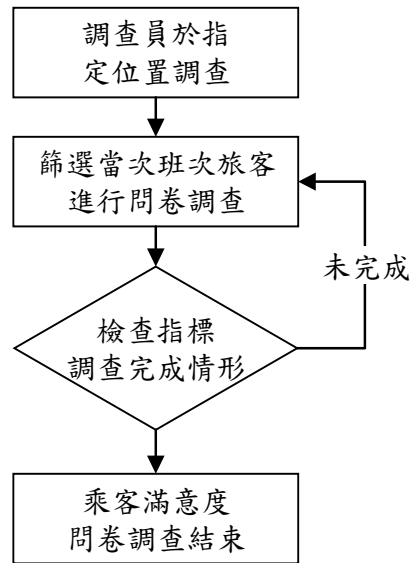 調查員於指
定位置調查
篩選當次班次旅客
進行問卷調查
未完成
檢查指標
調查完成情形
乘客滿意度
問卷調查結束